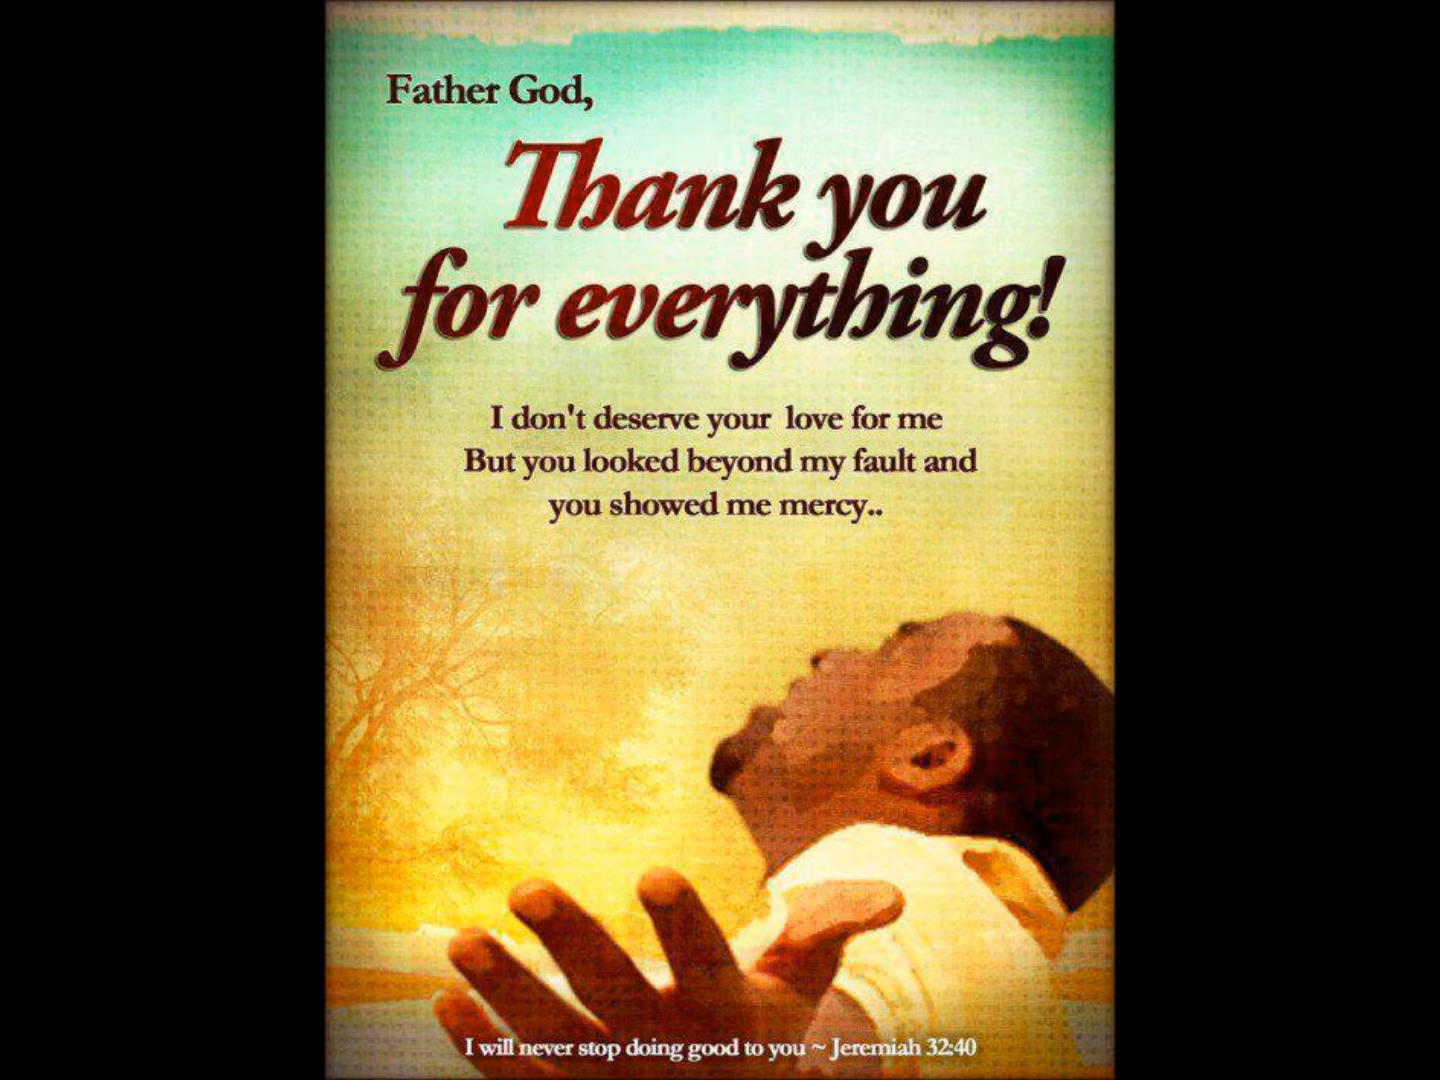 Father God,
Thank you
for everything!
I don't deserve your love for me
But you looked beyond my fault and
you showed me mercy..
I will never stop doing good to you ~ Jeremiah 32:40